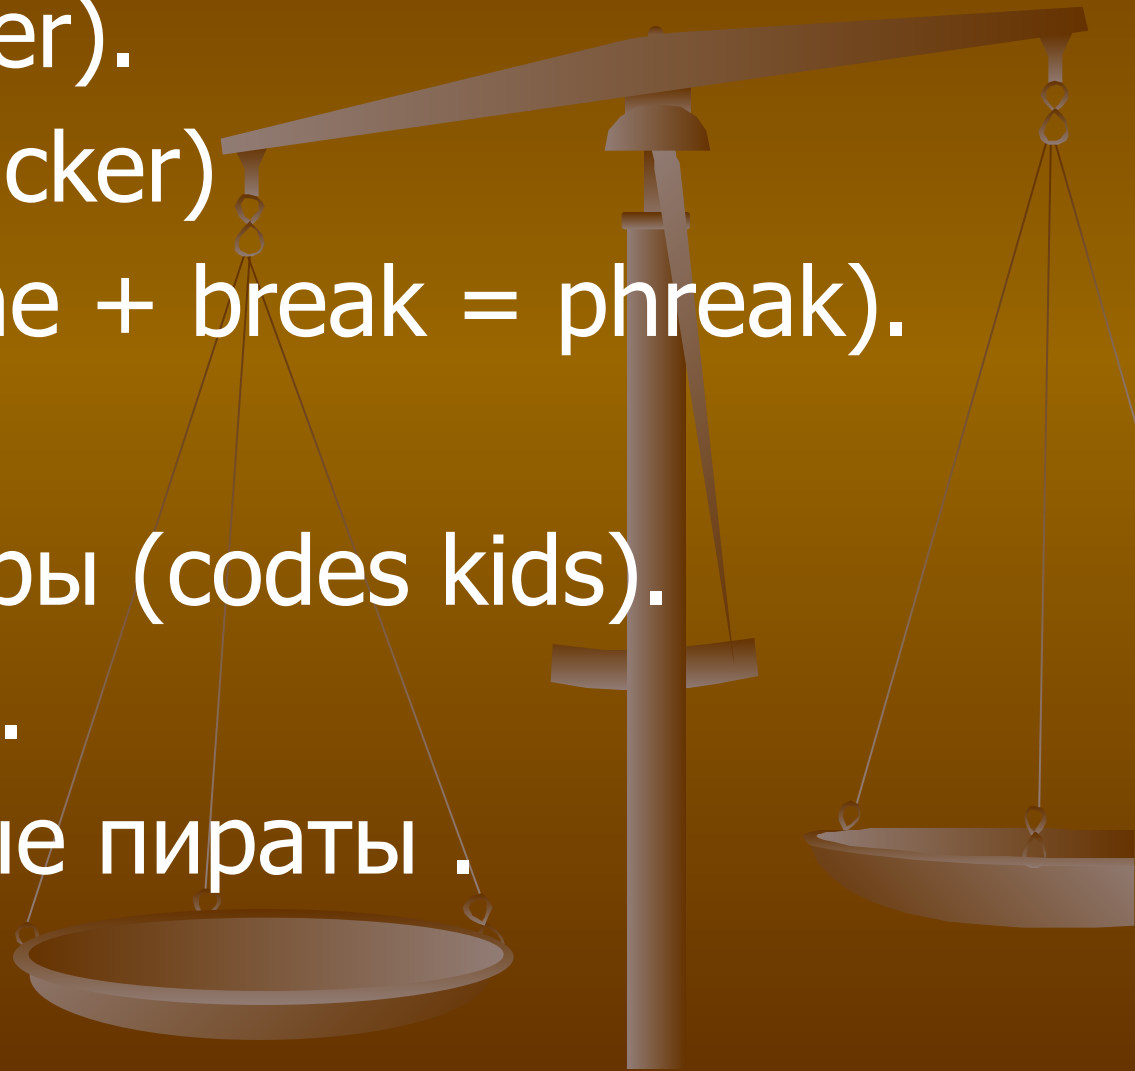 er).
cker)
ne + break = phreak).
ры (codes kids).
.
ые пираты .